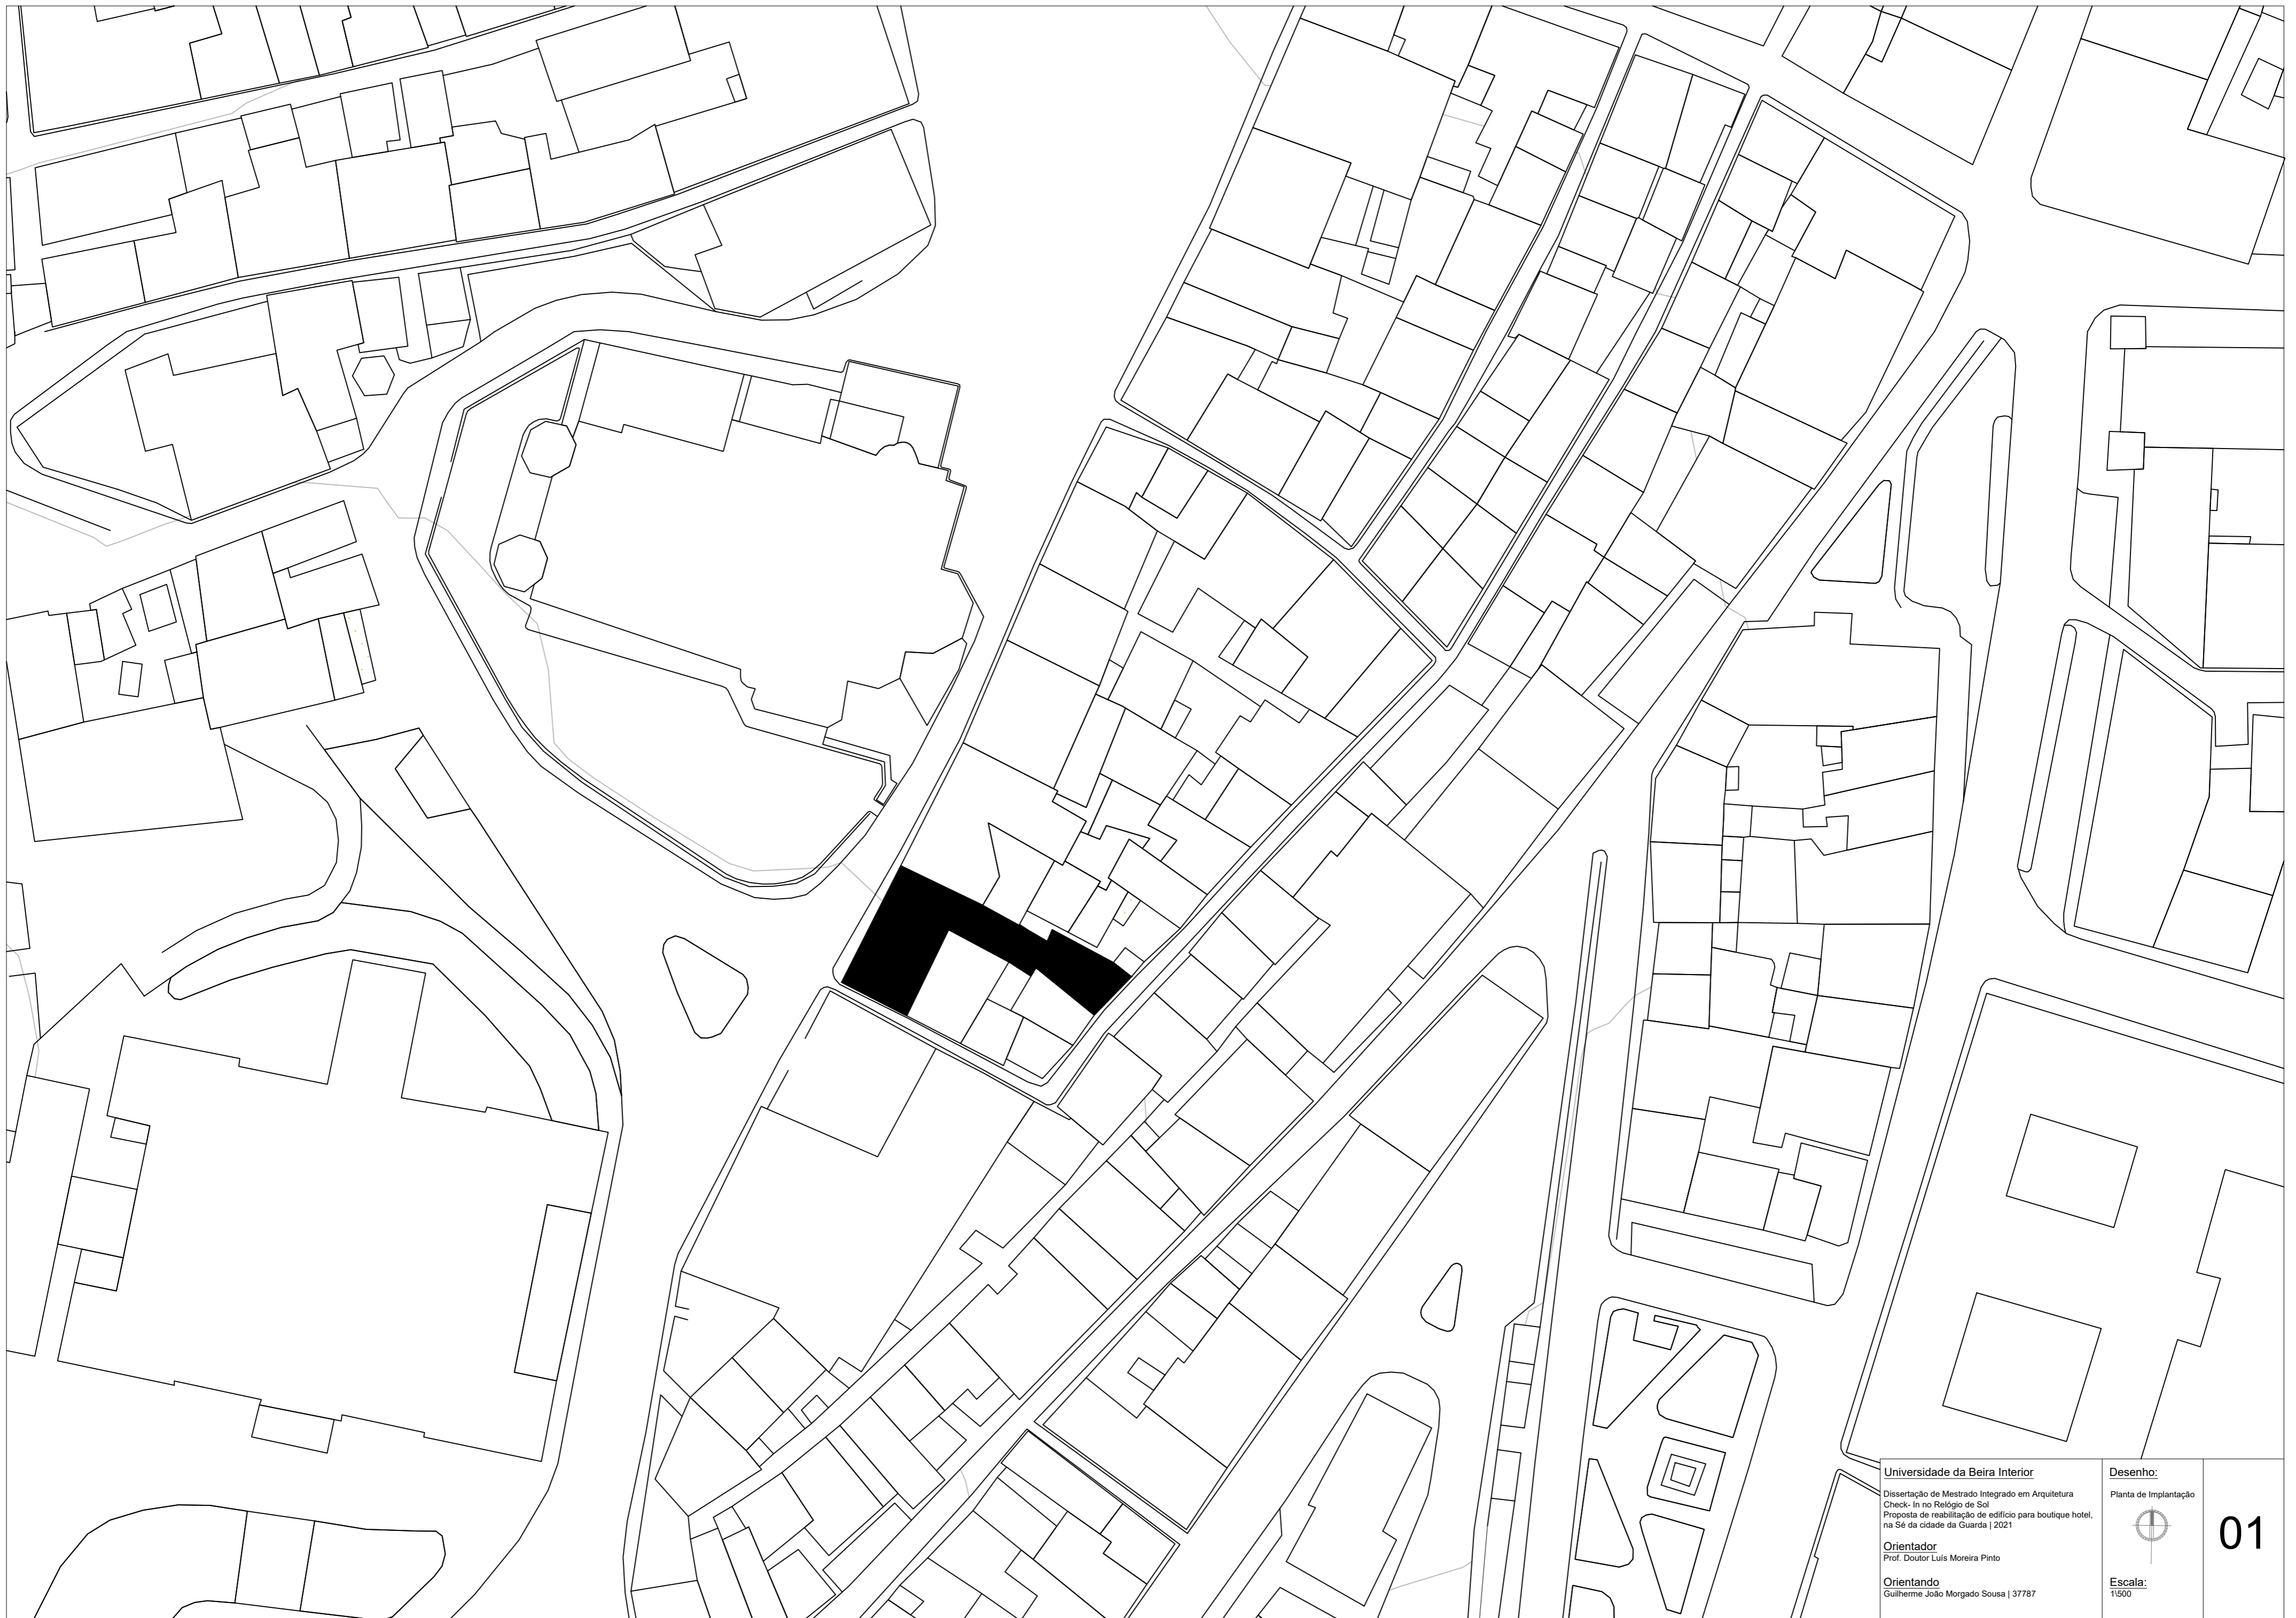 Universidade da Beira Interior
Dissertação de Mestrado Integrado em Arquitetura
Check- In no Relógio de Sol
Proposta de reabilitação de edifício para boutique hotel,
na Sé da cidade da Guarda | 2021
Orientador
Prof. Doutor Luís Moreira Pinto
Orientando
Guilherme João Morgado Sousa | 37787
Desenho:
Planta de Implantação
Escala:
1\500
01